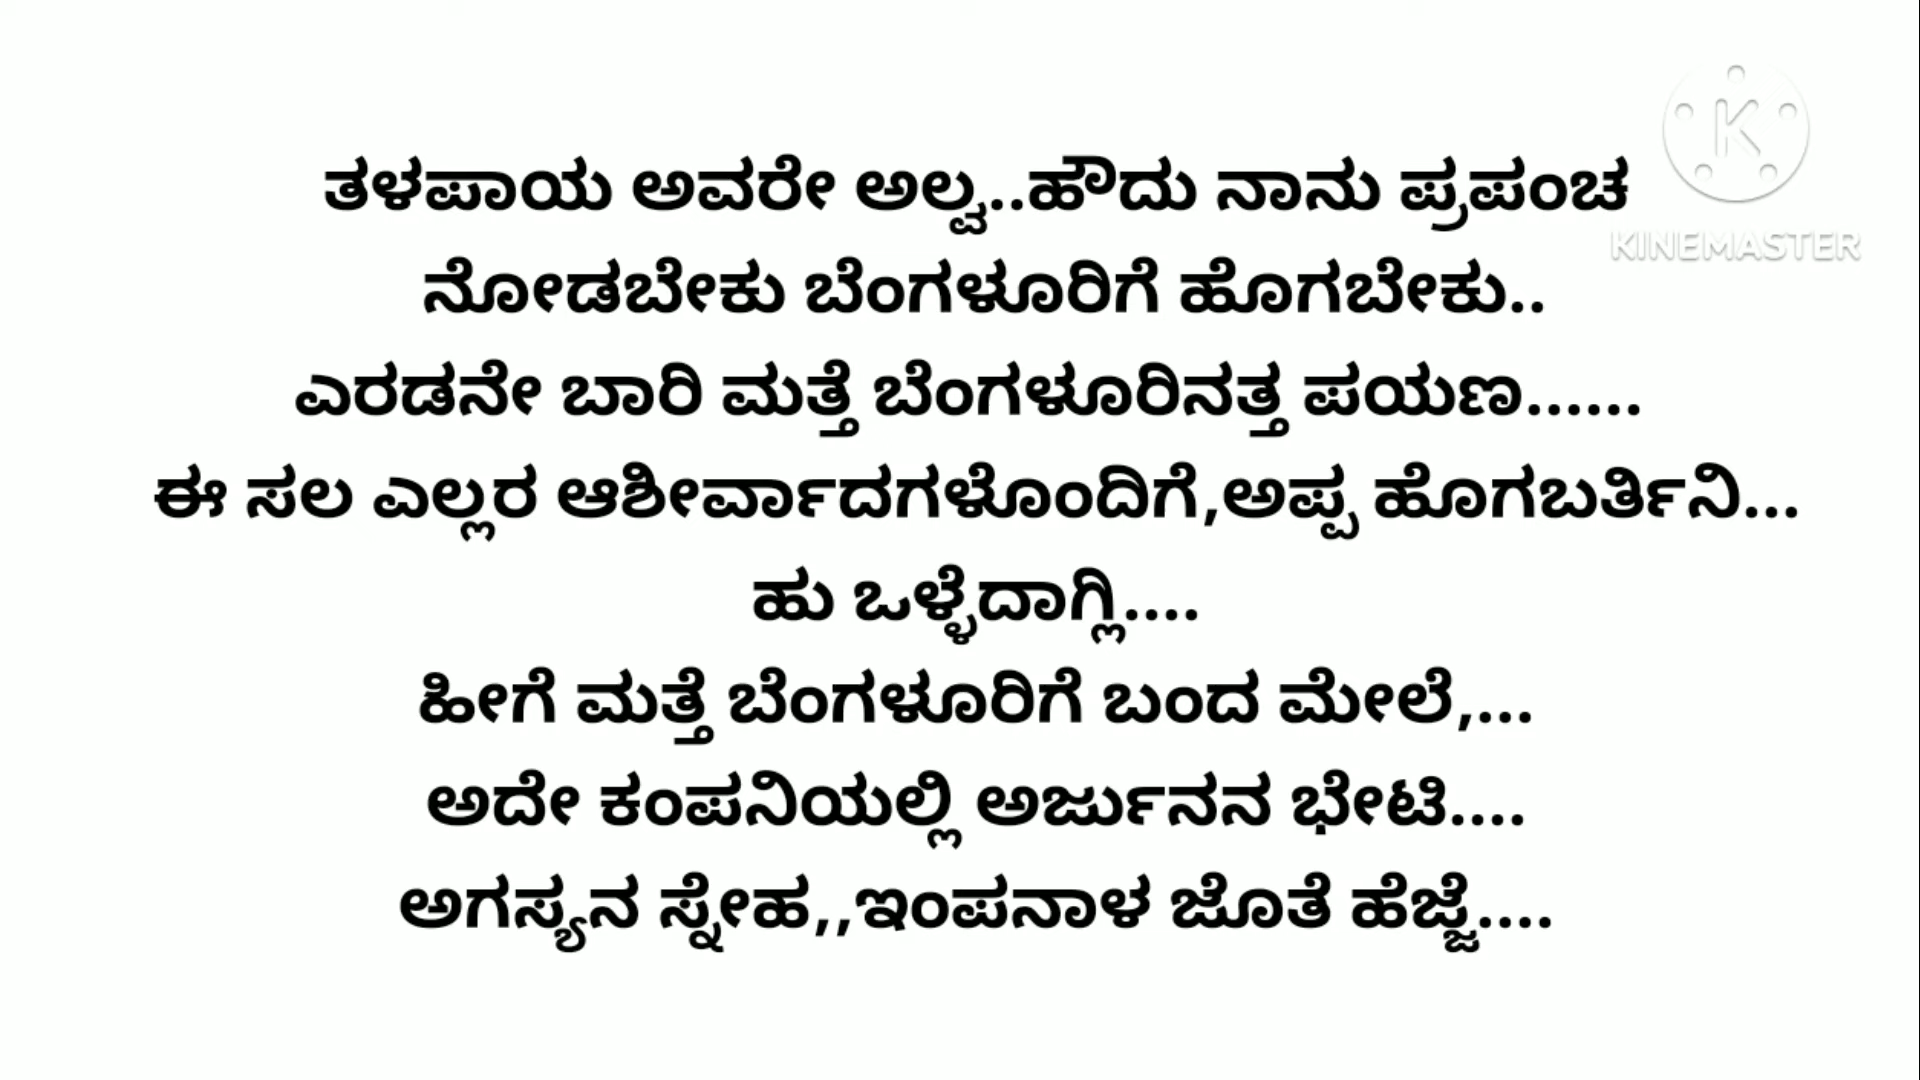 ತಳಪಾಯ ಅವರೇ ಅಲ್ವ..ಹೌದು ನಾನು ಪ್ರಪಂಚ
ನೋಡಬೇಕು ಬೆಂಗಳೂರಿಗೆ ಹೊಗಬೇಕು..
ಎರಡನೇ ಬಾರಿ ಮತ್ತೆ ಬೆಂಗಳೂರಿನತ್ತ ಪಯಣ......
ಈ ಸಲ ಎಲ್ಲರ ಆಶೀರ್ವಾದಗಳೊಂದಿಗೆ,ಅಪ್ಪ ಹೊಗಬರ್ತಿನಿ...
ಹು ಒಳ್ಳೆದಾಗ್ಲಿ....
ಹೀಗೆ ಮತ್ತೆ ಬೆಂಗಳೂರಿಗೆ ಬಂದ ಮೇಲೆ,...
ಅದೇ ಕಂಪನಿಯಲ್ಲಿ ಅರ್ಜುನನ ಭೇಟಿ....
ಅಗಸ್ಯನ ಸ್ನೇಹ,,ಇಂಪನಾಳ ಜೊತೆ ಹೆಜ್ಜೆ....
K
KINEMASTER